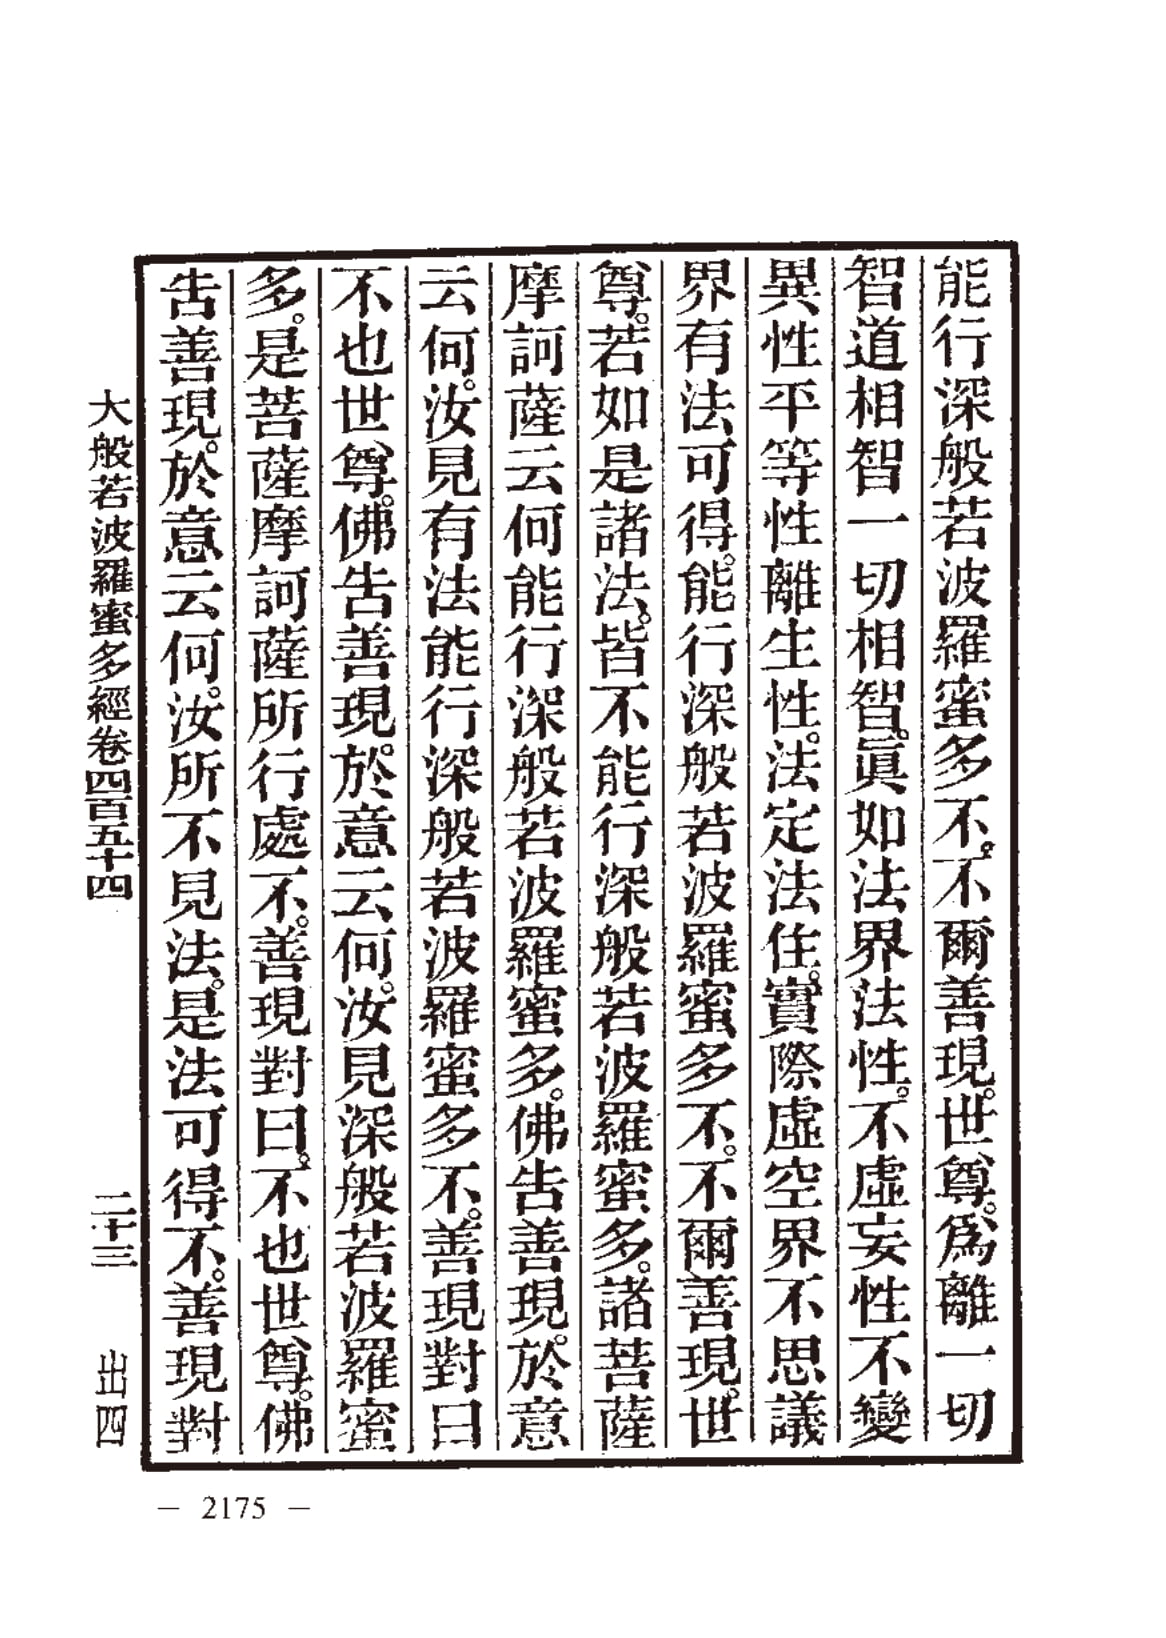 能行深般若波羅蜜多不。不爾善現。世尊。爲離一切
智道相智一切相智。眞如法界法性。不虛妄性不變
異性平等性離生性。法定法住。實際虛空界不思議
界有法可得。能行深般若波羅蜜多不。不爾善現。世
尊。若如是諸法。皆不能行深般若波羅蜜多。諸菩薩
摩訶薩云何能行深般若波羅蜜多。佛告善現。於意
云何。汝見有法能行深般若波羅蜜多不。善現對曰
不也世尊。佛告善現。於意云何。汝見深般若波羅蜜
多。是菩薩摩訶薩所行處不。善現對曰。不也世尊。佛
告善現。於意云何。汝所不見法。是法可得不。善現對
大般若波羅蜜多經卷四百五十四 二十三 出四
— 2175 —